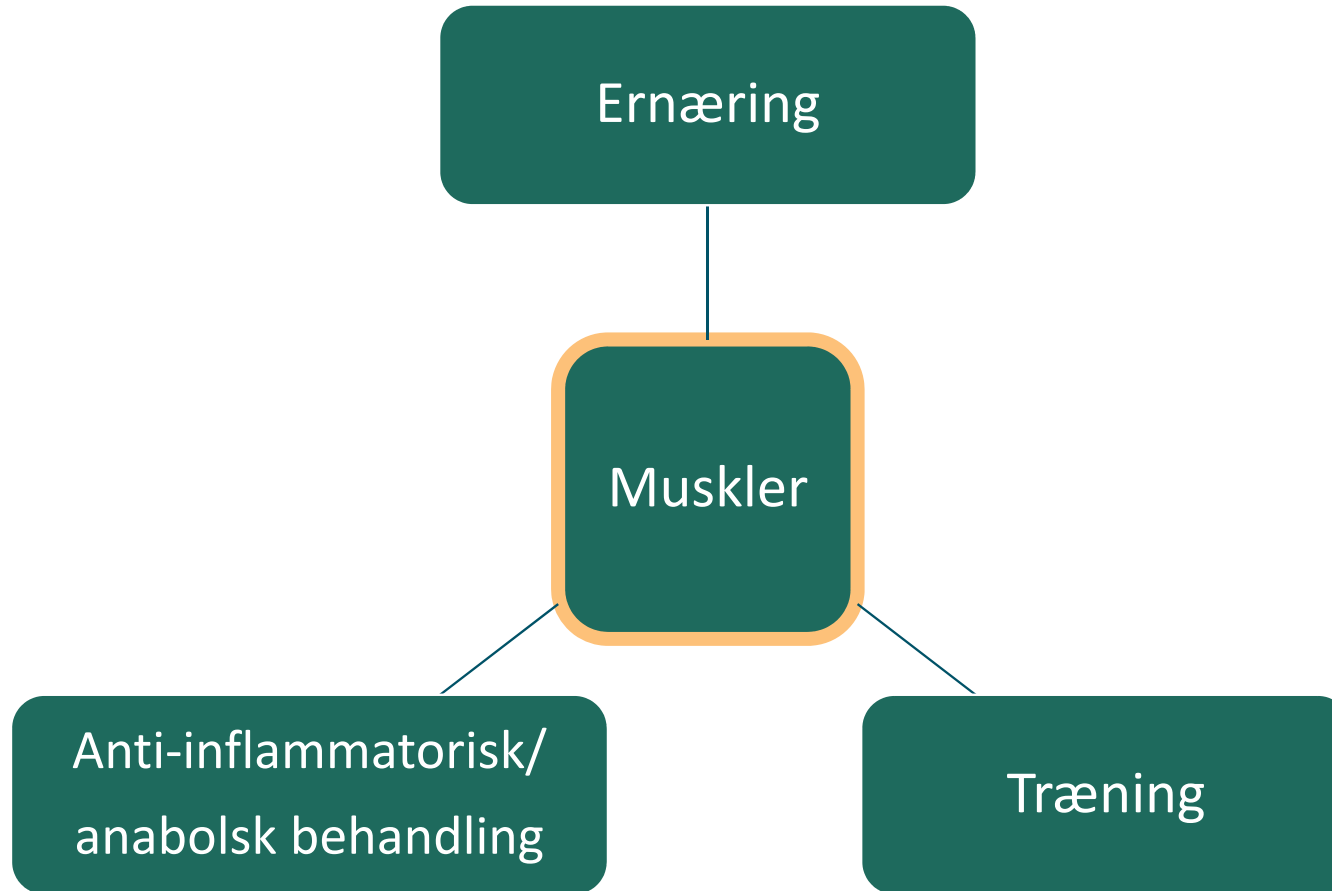 Ernæring
Muskler
Anti-inflammatorisk/
anabolsk behandling
Træning